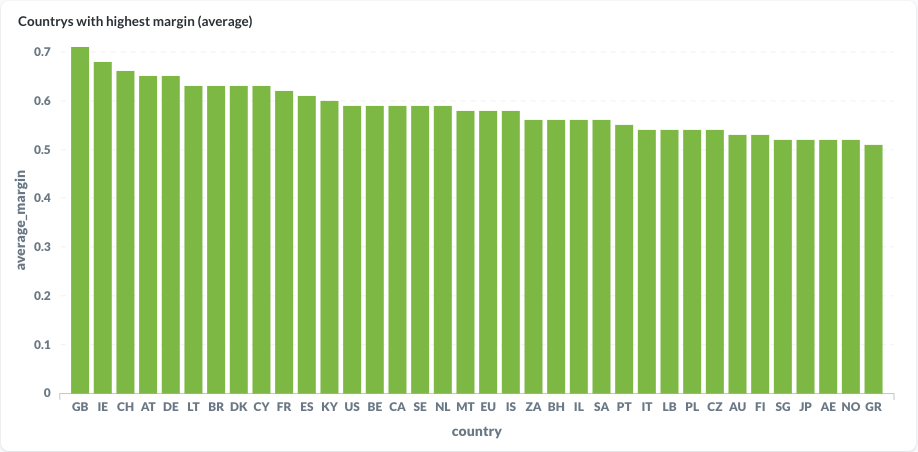 Countrys with highest margin (average)
0.7
0.6
0.5
0.4
0.3
0.2
0.1
0
average_margin
GB IE CH AT DE LT BR DK CY FR ES KY US BE CA SE NL MT EU IS ZA BH IL SA PT IT LB PL CZ AU FI SG JP AE NO GR
country